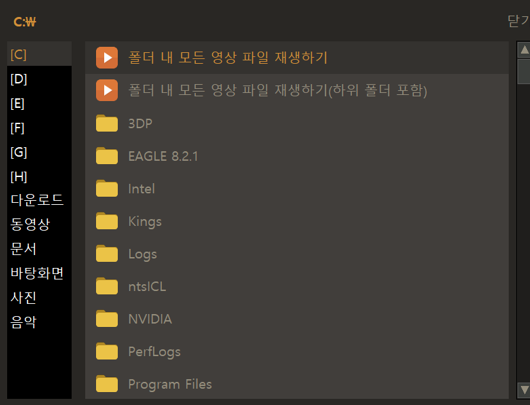 C:₩
닫기
[C]
[D]
[E]
[F]
[G]
[H]
다운로드
동영상
문서
바탕화면
사진
음악
폴더 내 모든 영상 파일 재생하기
폴더 내 모든 영상 파일 재생하기(하위 폴더 포함)
3DP
EAGLE 8.2.1
Intel
Kings
Logs
ntsICL
NVIDIA
PerfLogs
Program Files